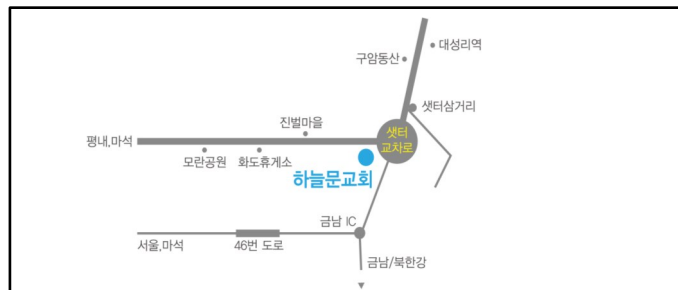 대성리역
구암동산
샛터삼거리
진벌마을
샛터
교차로
평내,마석
모란공원
화도휴게소
하늘문교회
금남 IC
서울,마석
46번 도로
금남/북한강